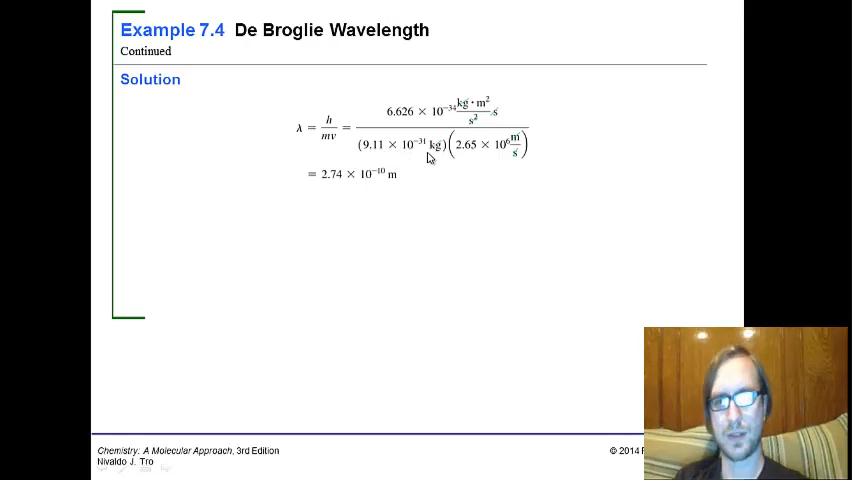 Example 7.4 De Broglie Wavelength
Continued
Solution
λ = h/mv = (6.626 × 10⁻³⁴ (kg · m²/s²) s) / ((9.11 × 10⁻³¹ kg)(2.65 × 10⁶ m/s))
= 2.74 × 10⁻¹⁰ m
Chemistry: A Molecular Approach, 3rd Edition
Nivaldo J. Tro
© 2014